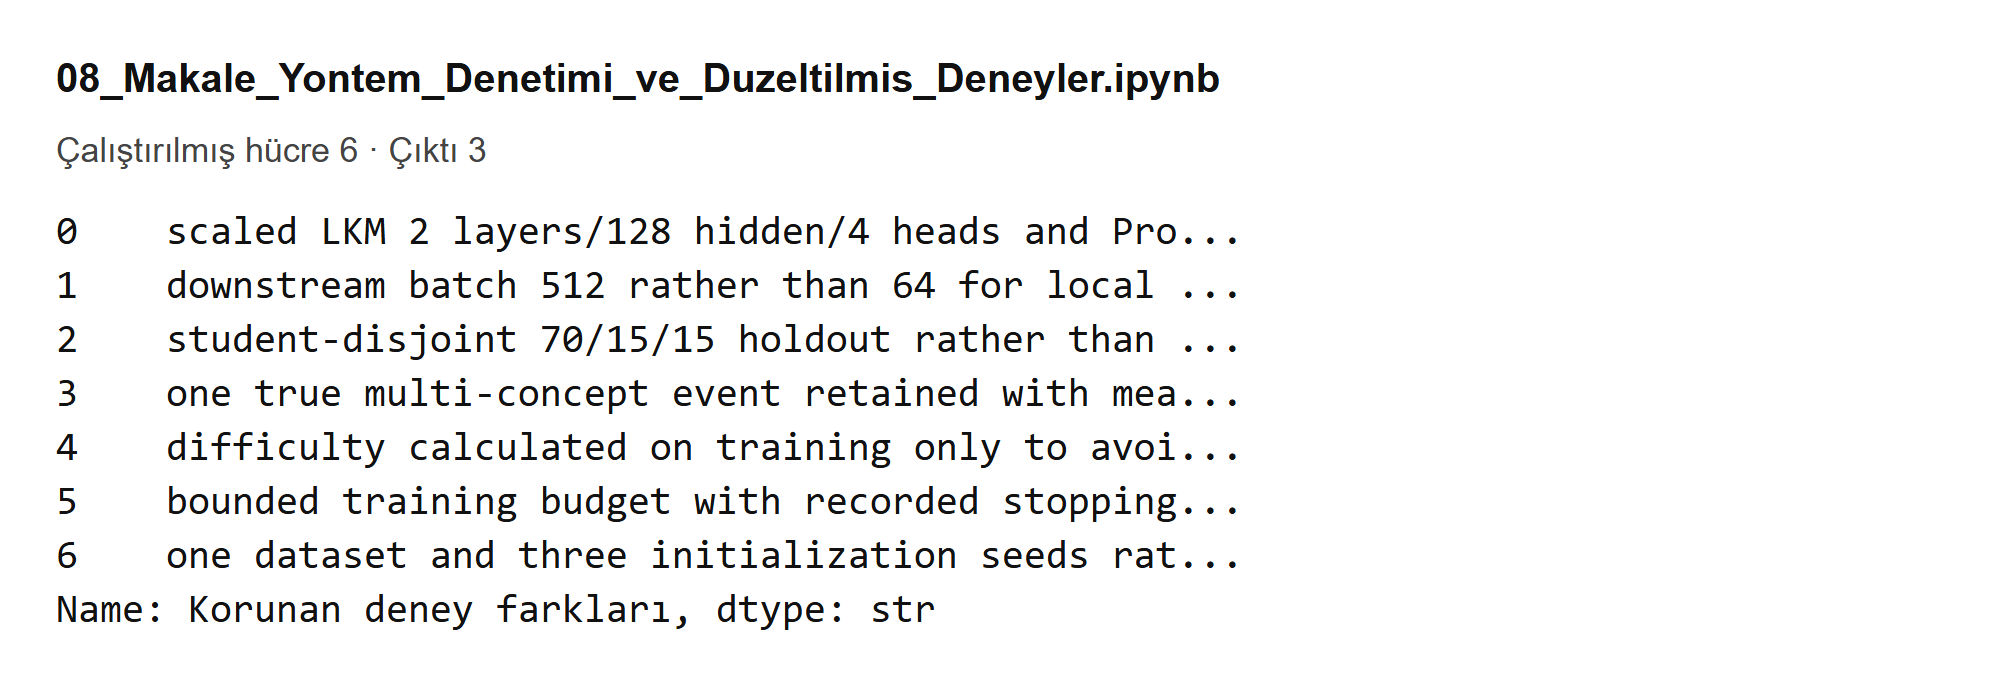 08_Makale_Yontem_Denetimi_ve_Duzeltilmis_Deneyler.ipynb
Çalıştırılmış hücre 6 · Çıktı 3
0    scaled LKM 2 layers/128 hidden/4 heads and Pro...
1    downstream batch 512 rather than 64 for local ...
2    student-disjoint 70/15/15 holdout rather than ...
3    one true multi-concept event retained with mea...
4    difficulty calculated on training only to avoi...
5    bounded training budget with recorded stopping...
6    one dataset and three initialization seeds rat...
Name: Korunan deney farkları, dtype: str